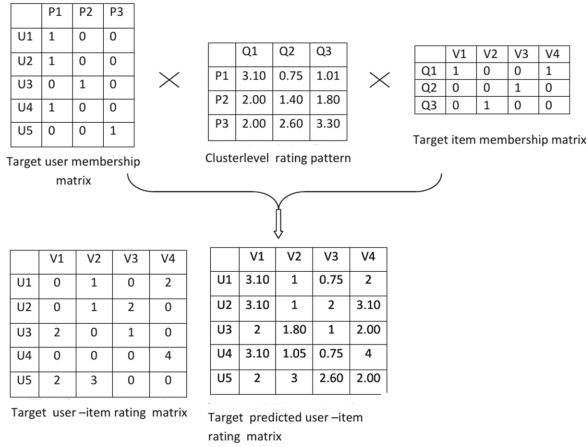 P1 P2 P3
U1 1 0 0
U2 1 0 0
U3 0 1 0
U4 1 0 0
U5 0 0 1
Target user membership
matrix
Q1 Q2 Q3
P1 3.10 0.75 1.01
P2 2.00 1.40 1.80
P3 2.00 2.60 3.30
Clusterlevel rating pattern
V1 V2 V3 V4
Q1 1 0 0 1
Q2 0 0 1 0
Q3 0 1 0 0
Target item membership matrix
V1 V2 V3 V4
U1 0 1 0 2
U2 0 1 2 0
U3 2 0 1 0
U4 0 0 0 4
U5 2 3 0 0
Target user –item rating matrix
V1 V2 V3 V4
U1 3.10 1 0.75 2
U2 3.10 1 2 3.10
U3 2 1.80 1 2.00
U4 3.10 1.05 0.75 4
U5 2 3 2.60 2.00
Target predicted user –item
rating matrix